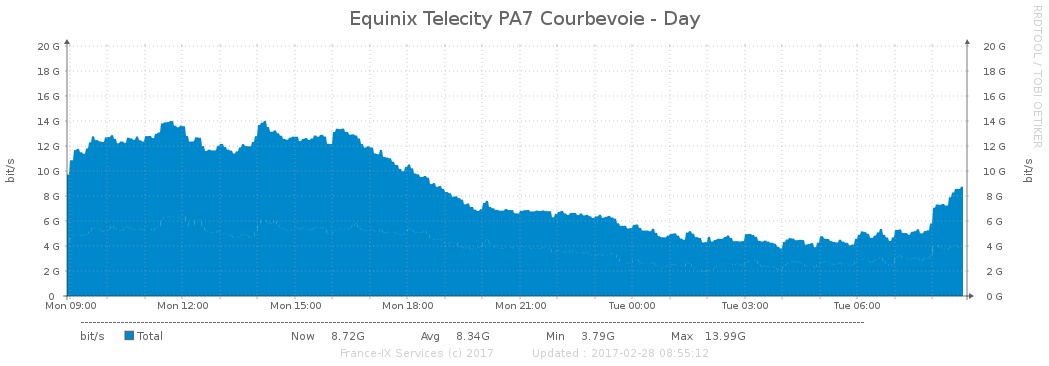 Equinix Telecity PA7 Courbevoie - Day
RRDTOOL / TOBI OETIKER
bit/s
20 G
18 G
16 G
14 G
12 G
10 G
8 G
6 G
4 G
2 G
0
20 G
18 G
16 G
14 G
12 G
10 G
8 G
6 G
4 G
2 G
0 G
bit/s
Mon 09:00 Mon 12:00 Mon 15:00 Mon 18:00 Mon 21:00 Tue 00:00 Tue 03:00 Tue 06:00
bit/s Total Now 8.72G Avg 8.34G Min 3.79G Max 13.99G
France-IX Services (c) 2017 Updated : 2017-02-28 08:55:12